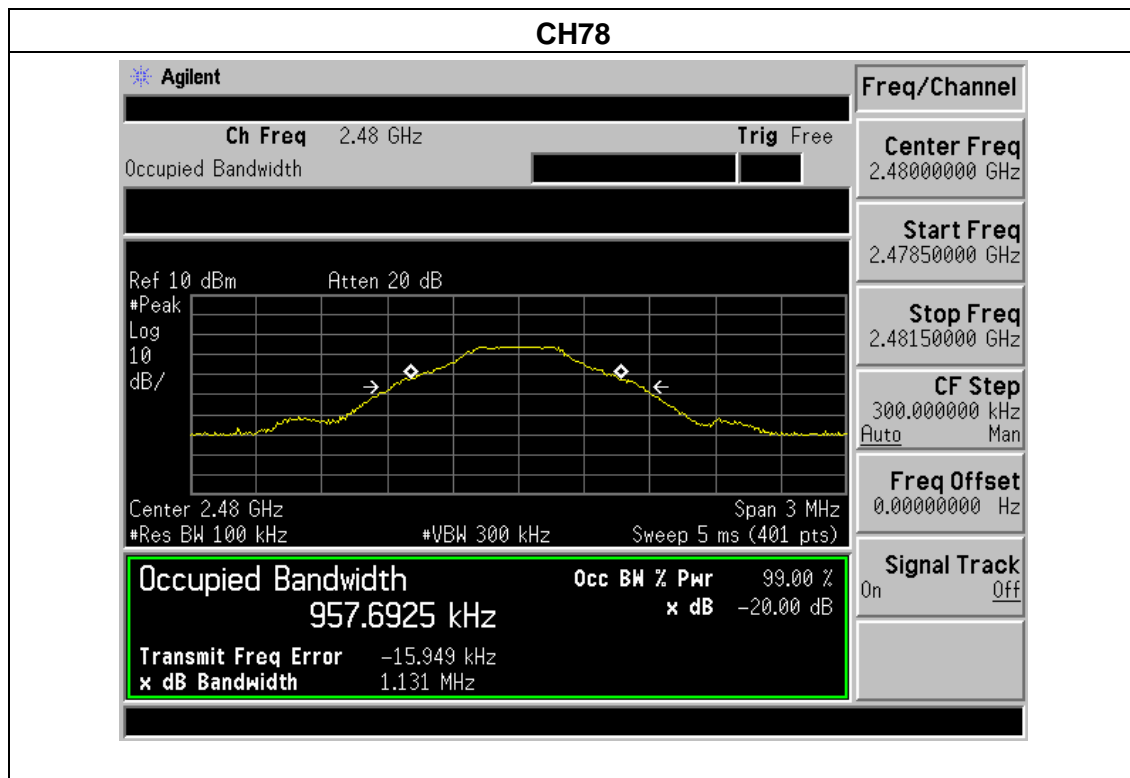 CH78
Agilent
Freq/Channel
Ch Freq 2.48 GHz Trig Free
Occupied Bandwidth
Center Freq
2.48000000 GHz
Start Freq
2.47850000 GHz
Stop Freq
2.48150000 GHz
CF Step
300.000000 kHz
Auto Man
Freq Offset
0.00000000 Hz
Signal Track
On Off
Ref 10 dBm Atten 20 dB
#Peak
Log
10
dB/
Center 2.48 GHz Span 3 MHz
#Res BW 100 kHz #VBW 300 kHz Sweep 5 ms (401 pts)
Occupied Bandwidth Occ BW % Pwr 99.00 %
957.6925 kHz x dB -20.00 dB
Transmit Freq Error -15.949 kHz
x dB Bandwidth 1.131 MHz